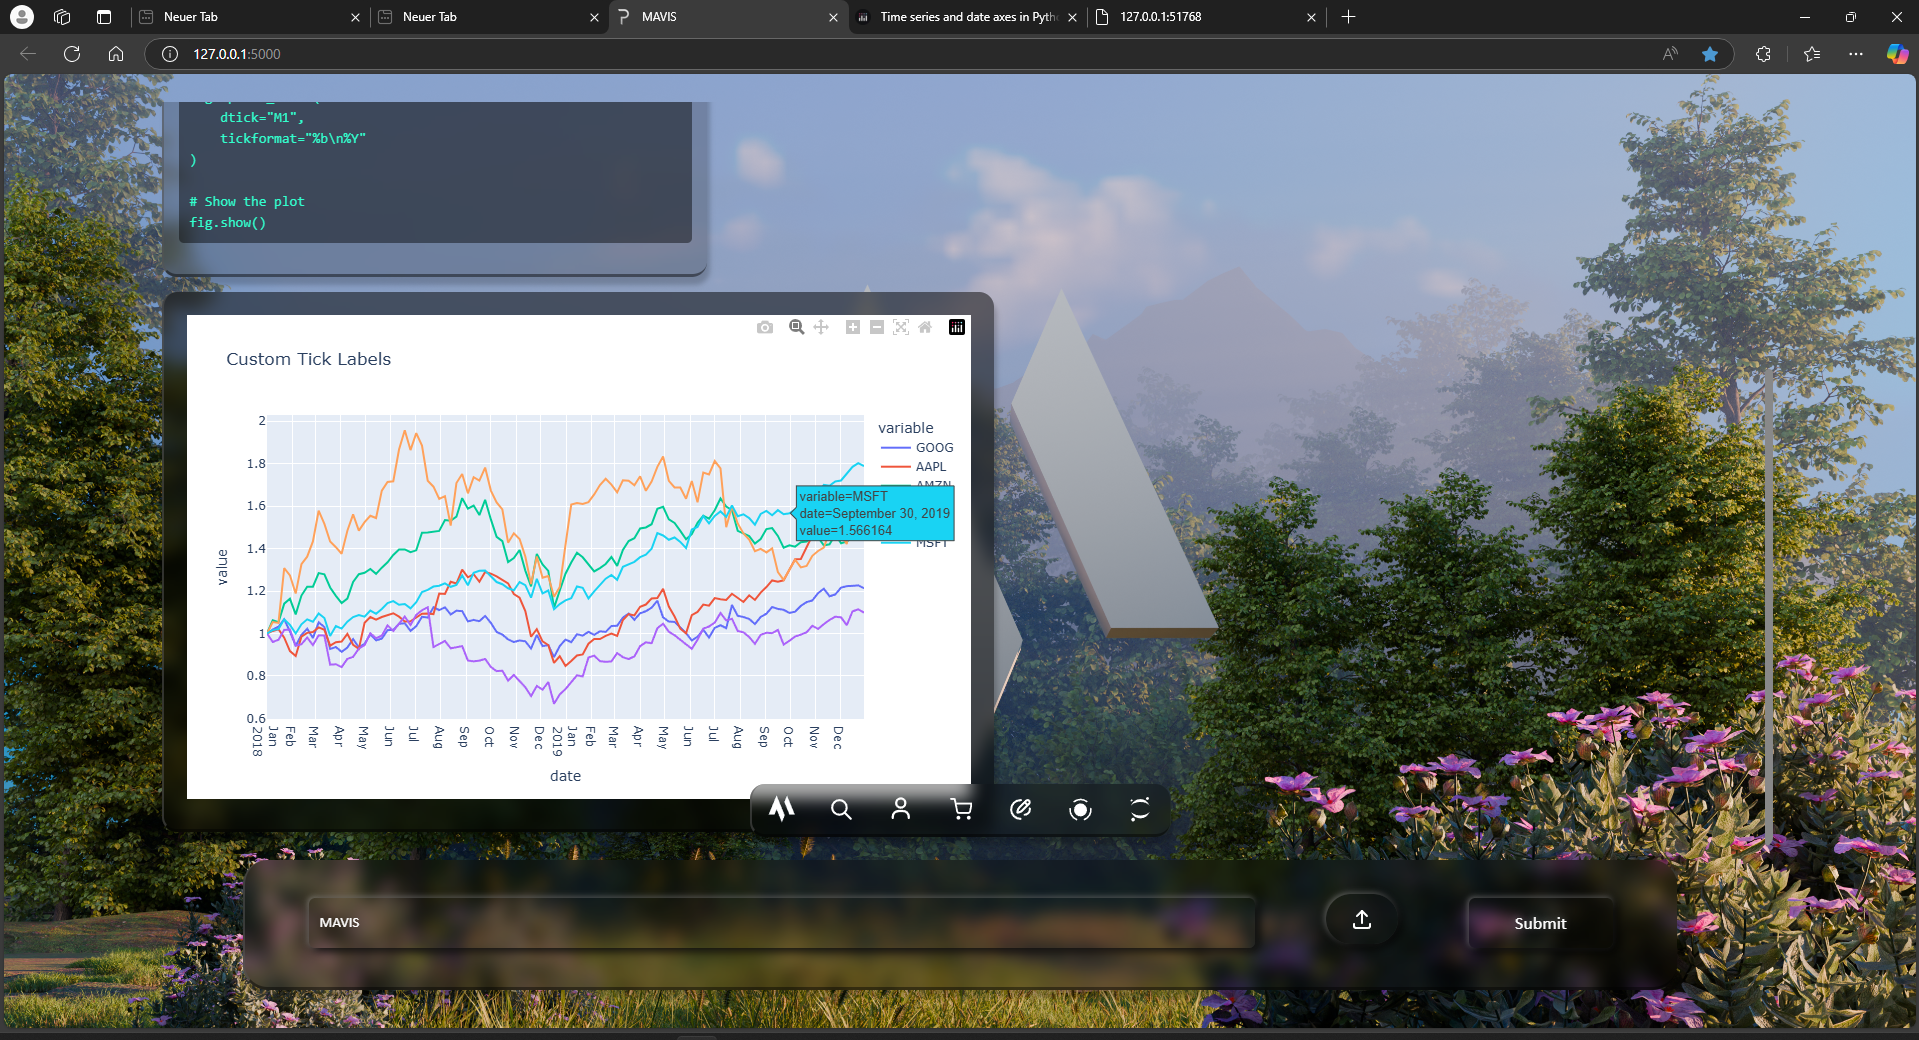 Neuer Tab
Neuer Tab
MAVIS
Time series and date axes in Pyth
127.0.0.1:51768
127.0.0.1:5000
dtick="M1",
tickformat="%b\n%Y"
)
# Show the plot
fig.show()
Custom Tick Labels
variable
GOOG
AAPL
AMZN
MSFT
variable=MSFT
date=September 30, 2019
value=1.566164
value
2
1.8
1.6
1.4
1.2
1
0.8
0.6
Jan
2018
Feb
Mar
Apr
May
Jun
Jul
Aug
Sep
Oct
Nov
Dec
Jan
2019
Feb
Mar
Apr
May
Jun
Jul
Aug
Sep
Oct
Nov
Dec
date
MAVIS
Submit